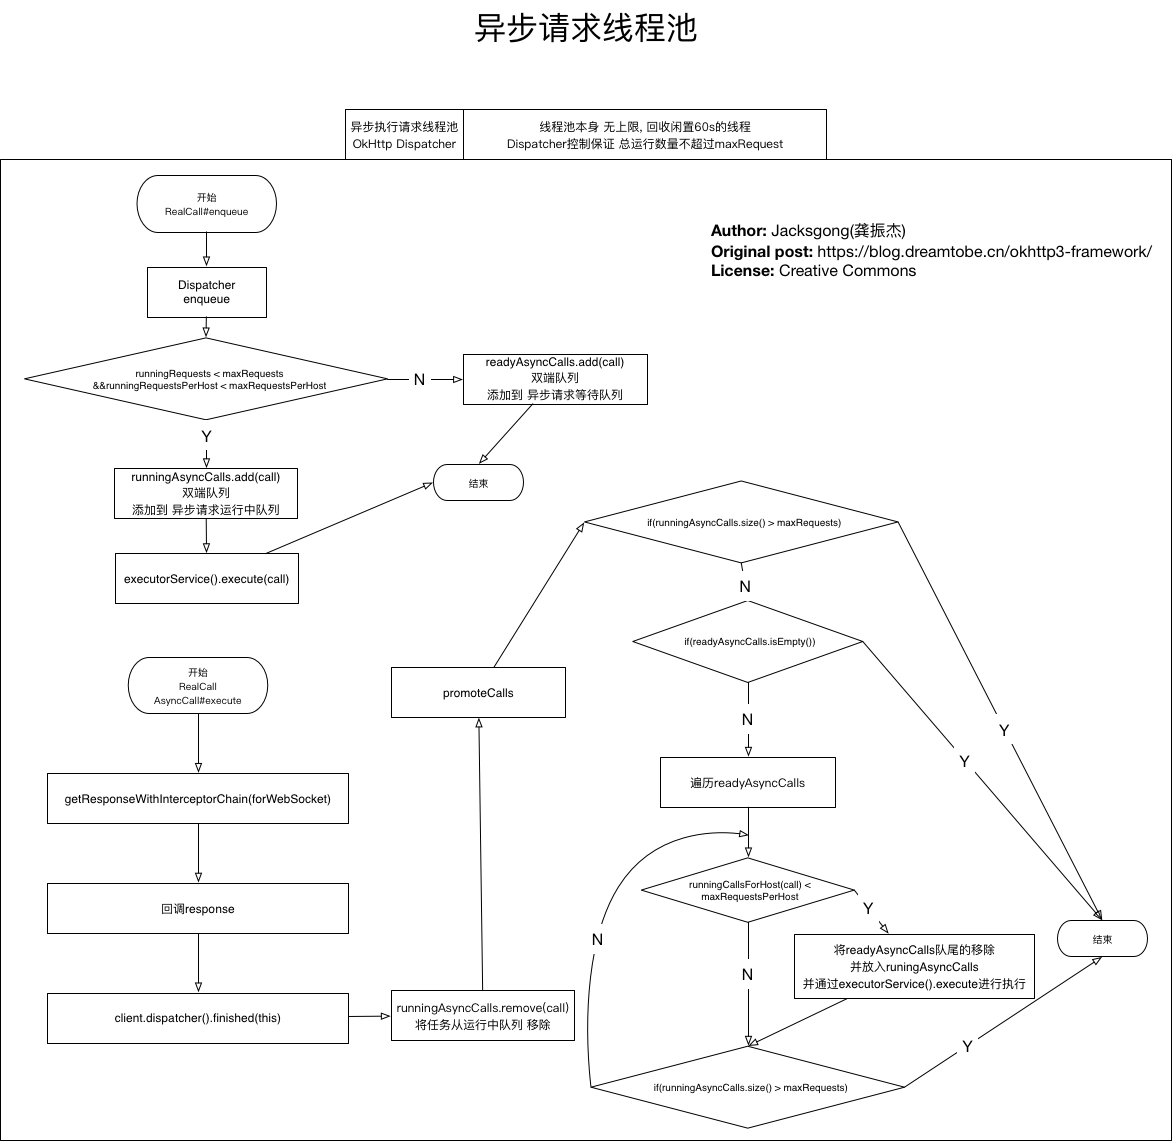 异步请求线程池
异步执行请求线程池
OkHttp Dispatcher
线程池本身 无上限, 回收闲置60s的线程
Dispatcher控制保证 总运行数量不超过maxRequest
开始
RealCall#enqueue
Author: Jacksgong(龚振杰)
Original post: https://blog.dreamtobe.cn/okhttp3-framework/
License: Creative Commons
Dispatcher
enqueue
runningRequests < maxRequests
&&runningRequestsPerHost < maxRequestsPerHost
N
readyAsyncCalls.add(call)
双端队列
添加到 异步请求等待队列
Y
runningAsyncCalls.add(call)
双端队列
添加到 异步请求运行中队列
结束
executorService().execute(call)
if(runningAsyncCalls.size() > maxRequests)
N
if(readyAsyncCalls.isEmpty())
开始
RealCall
AsyncCall#execute
promoteCalls
N
Y
Y
遍历readyAsyncCalls
getResponseWithInterceptorChain(forWebSocket)
runningCallsForHost(call) <
maxRequestsPerHost
Y
回调response
N
将readyAsyncCalls队尾的移除
并放入runingAsyncCalls
并通过executorService().execute进行执行
结束
N
client.dispatcher().finished(this)
runningAsyncCalls.remove(call)
将任务从运行中队列 移除
Y
if(runningAsyncCalls.size() > maxRequests)